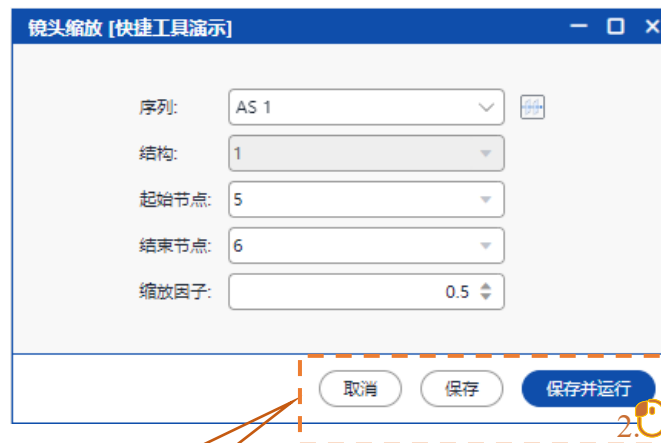 镜头缩放 [快捷工具演示]
序列: AS 1
结构: 1
起始节点: 5
结束节点: 6
缩放因子: 0.5
取消 保存 保存并运行
2.